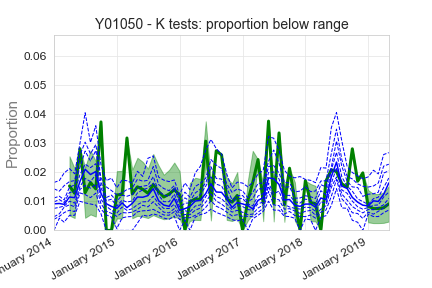 Y01050 - K tests: proportion below range
Proportion
0.06
0.05
0.04
0.03
0.02
0.01
0.00
2014
January 2015
January 2016
January 2017
January 2018
January 2019